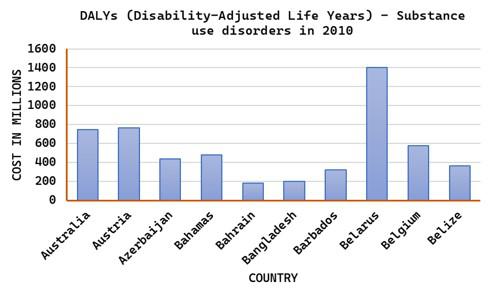 DALYs (Disability-Adjusted Life Years) - Substance
use disorders in 2010
COST IN MILLIONS
1600
1400
1200
1000
800
600
400
200
0
Australia
Austria
Azerbaijan
Bahamas
Bahrain
Bangladesh
Barbados
Belarus
Belgium
Belize
COUNTRY